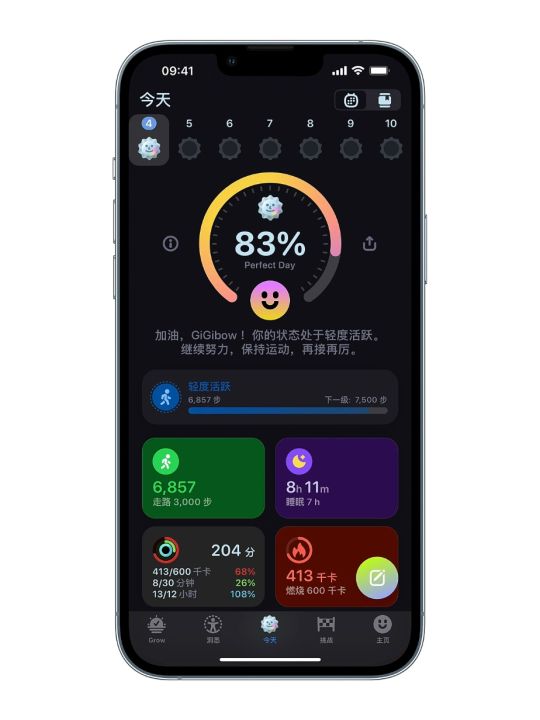 09:41
今天
4 5 6 7 8 9 10
83%
Perfect Day
加油，GiGibow！ 你的状态处于轻度活跃。
继续努力，保持运动，再接再厉。
轻度活跃
6,857 步 下一级: 7,500 步
6,857
走路 3,000 步
8h 11m
睡眠 7 h
204 分
413/600 千卡 68%
8/30 分钟 26%
13/12 小时 108%
413 千卡
燃烧 600 千卡
Grow 洞悉 今天 挑战 主页